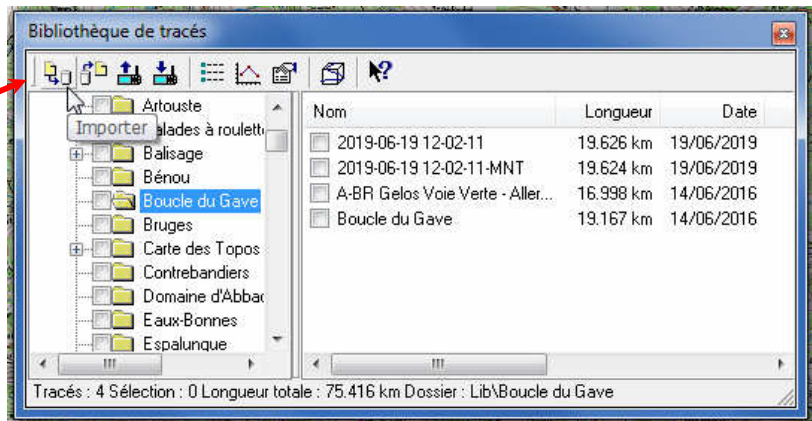 Bibliothèque de tracés
Importer
Artouste
alades à roulett
Balisage
Bénou
Boucle du Gave
Bruges
Carte des Topos
Contrebandiers
Domaine d'Abbac
Eaux-Bonnes
Espalungue
Nom Longueur Date
2019-06-19 12-02-11 19.626 km 19/06/2019
2019-06-19 12-02-11-MNT 19.624 km 19/06/2019
A-BR Gelos Voie Verte - Aller... 16.998 km 14/06/2016
Boucle du Gave 19.167 km 14/06/2016
Tracés : 4 Sélection : 0 Longueur totale : 75.416 km Dossier : Lib\Boucle du Gave